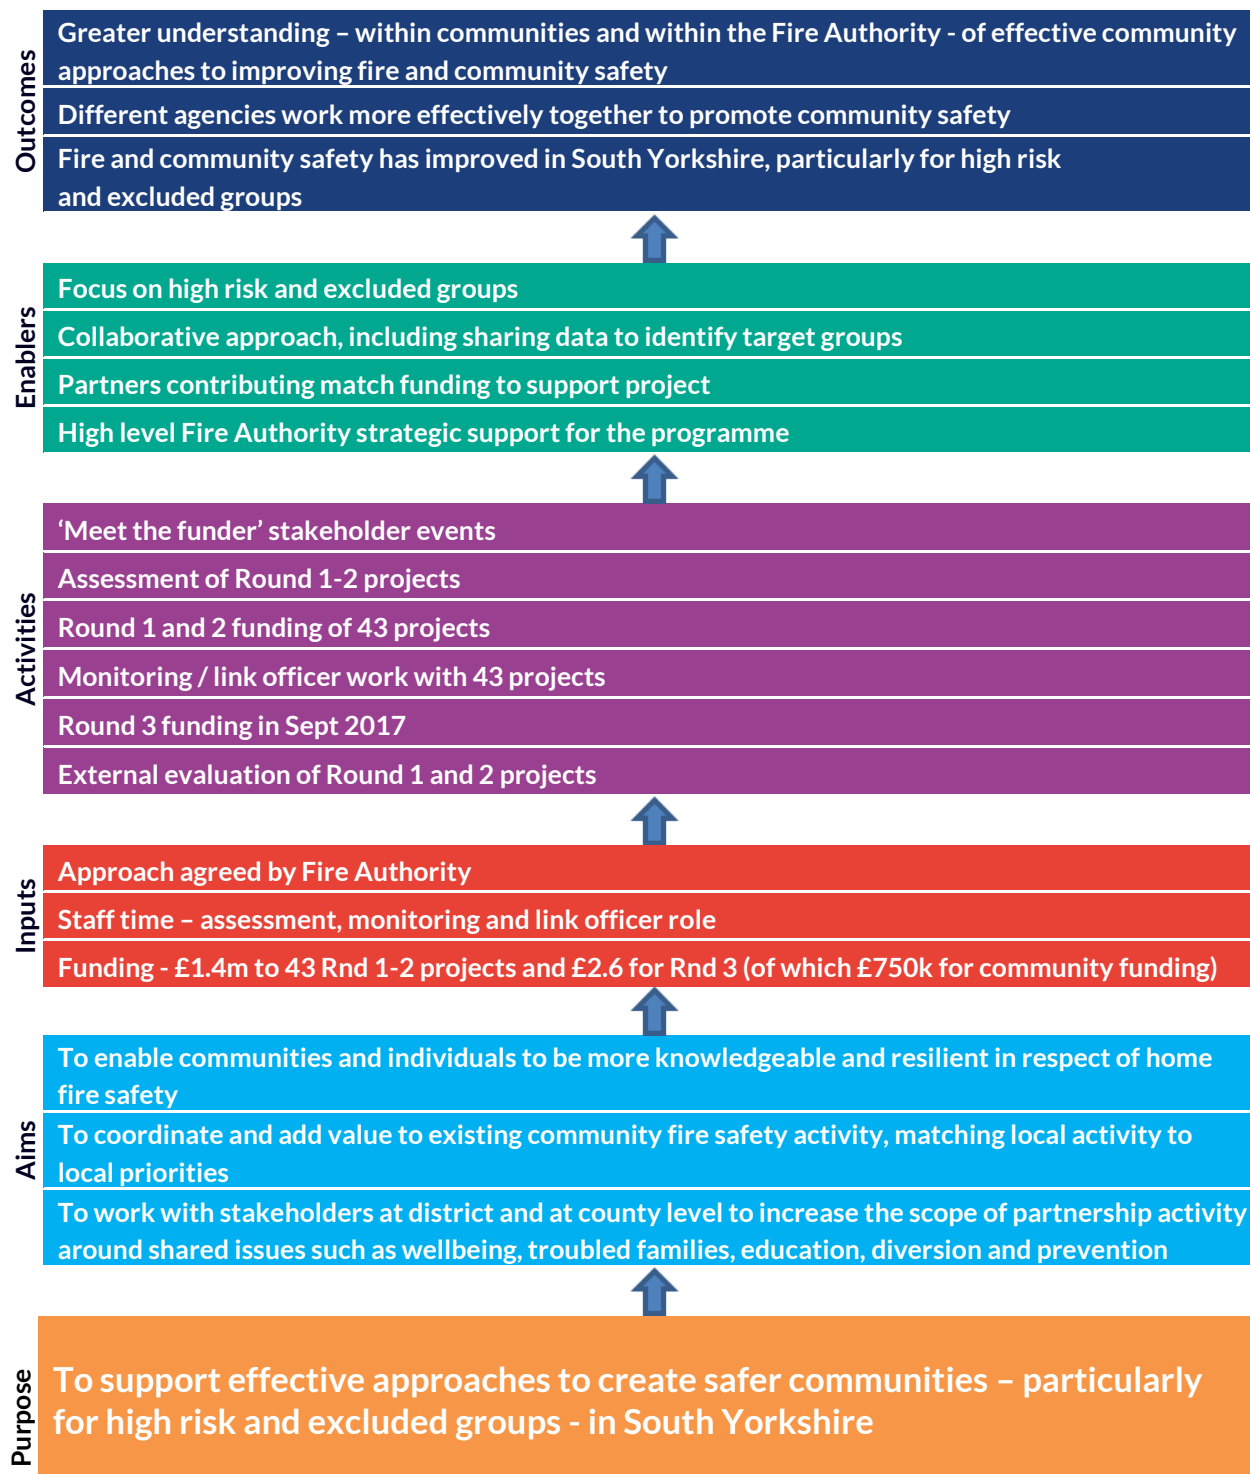 Outcomes
Greater understanding – within communities and within the Fire Authority - of effective community
approaches to improving fire and community safety
Different agencies work more effectively together to promote community safety
Fire and community safety has improved in South Yorkshire, particularly for high risk
and excluded groups
Enablers
Focus on high risk and excluded groups
Collaborative approach, including sharing data to identify target groups
Partners contributing match funding to support project
High level Fire Authority strategic support for the programme
Activities
‘Meet the funder’ stakeholder events
Assessment of Round 1-2 projects
Round 1 and 2 funding of 43 projects
Monitoring / link officer work with 43 projects
Round 3 funding in Sept 2017
External evaluation of Round 1 and 2 projects
Inputs
Approach agreed by Fire Authority
Staff time – assessment, monitoring and link officer role
Funding - £1.4m to 43 Rnd 1-2 projects and £2.6 for Rnd 3 (of which £750k for community funding)
Aims
To enable communities and individuals to be more knowledgeable and resilient in respect of home
fire safety
To coordinate and add value to existing community fire safety activity, matching local activity to
local priorities
To work with stakeholders at district and at county level to increase the scope of partnership activity
around shared issues such as wellbeing, troubled families, education, diversion and prevention
Purpose
To support effective approaches to create safer communities – particularly
for high risk and excluded groups - in South Yorkshire